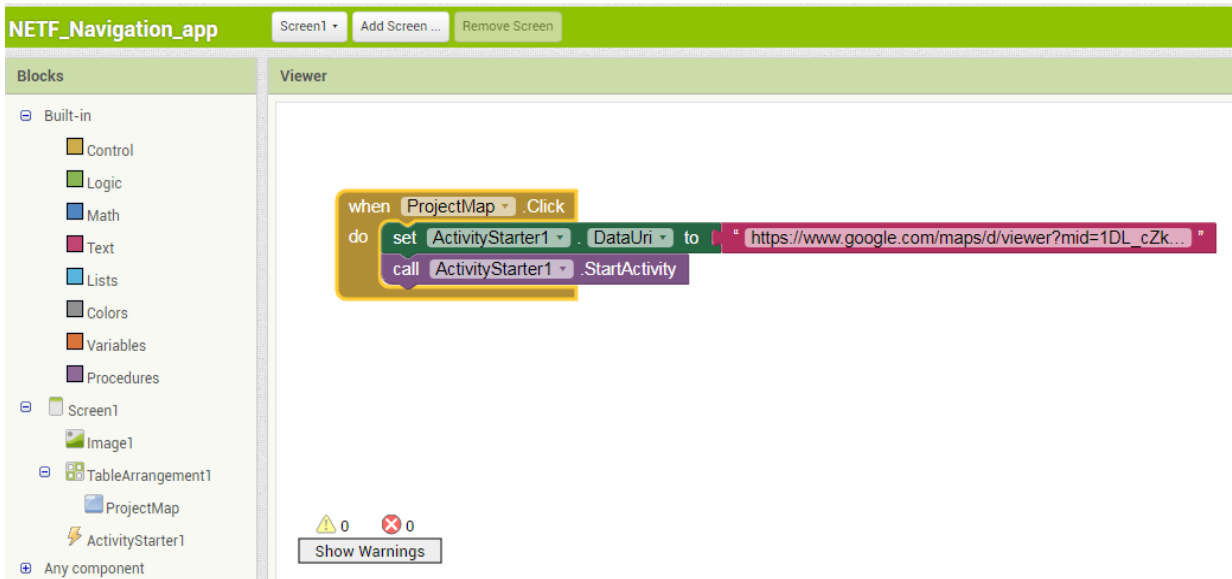 NETF_Navigation_app
Screen1
Add Screen ...
Remove Screen
Blocks
Viewer
Built-in
Control
Logic
Math
Text
Lists
Colors
Variables
Procedures
Screen1
Image1
TableArrangement1
ProjectMap
ActivityStarter1
Any component
when ProjectMap .Click
do set ActivityStarter1 . DataUri to " https://www.google.com/maps/d/viewer?mid=1DL_cZk... "
call ActivityStarter1 .StartActivity
0 0
Show Warnings